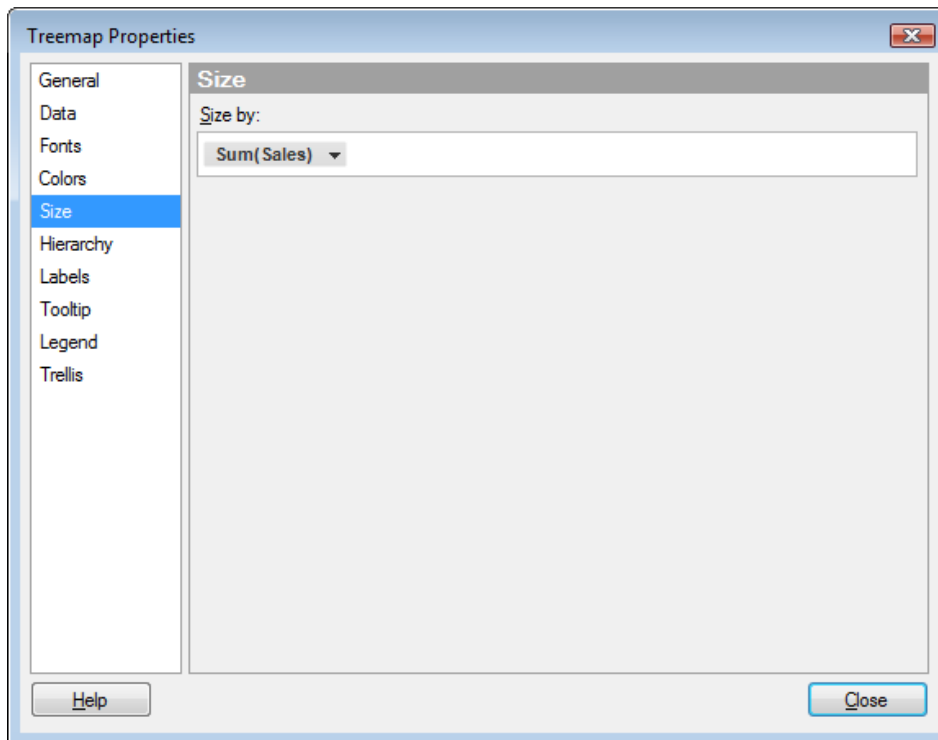 Treemap Properties
General
Data
Fonts
Colors
Size
Hierarchy
Labels
Tooltip
Legend
Trellis
Size
Size by:
Sum(Sales)
Help
Close